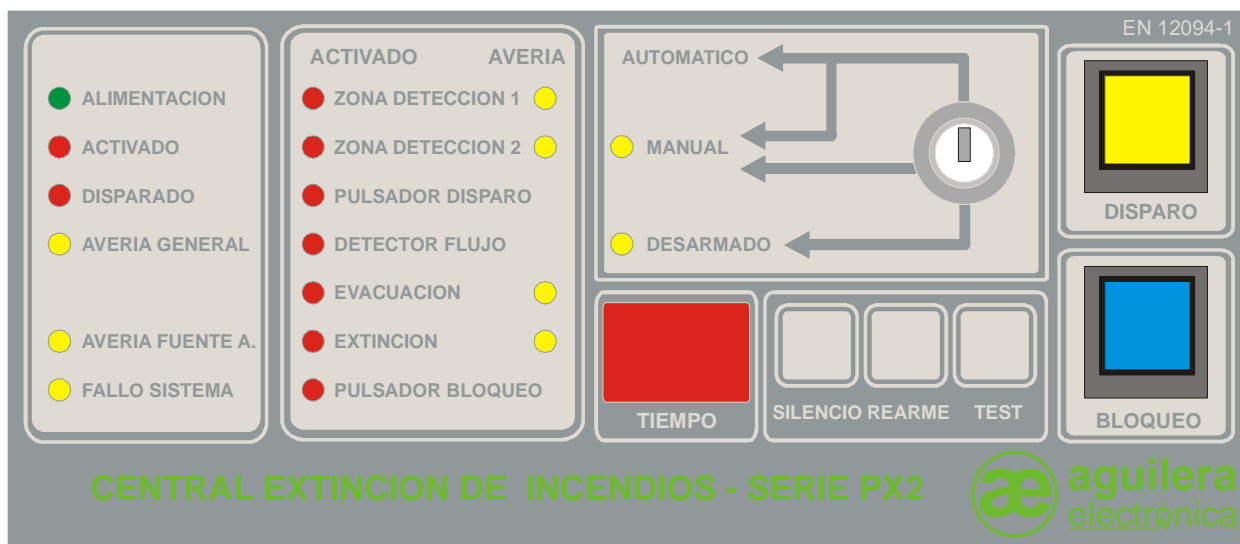 EN 12094-1
ALIMENTACION
ACTIVADO
DISPARADO
AVERIA GENERAL
AVERIA FUENTE A.
FALLO SISTEMA
ACTIVADO AVERIA
ZONA DETECCION 1
ZONA DETECCION 2
PULSADOR DISPARO
DETECTOR FLUJO
EVACUACION
EXTINCION
PULSADOR BLOQUEO
AUTOMATICO
MANUAL
DESARMADO
DISPARO
TIEMPO
SILENCIO REARME TEST
BLOQUEO
CENTRAL EXTINCION DE INCENDIOS - SERIE PX2
æ aguilera
electrónica